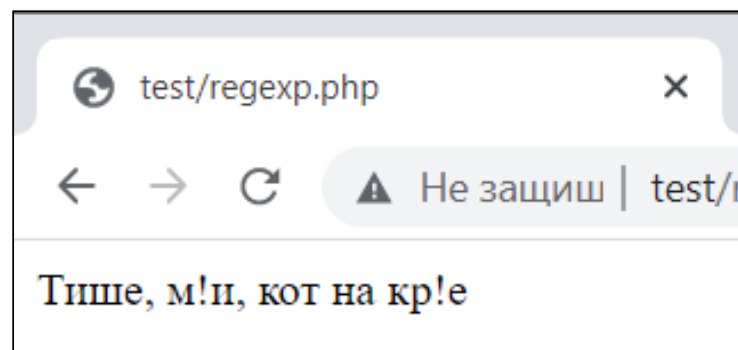 test/regexp.php
Не защищ test/
Тише, м!и, кот на кр!е